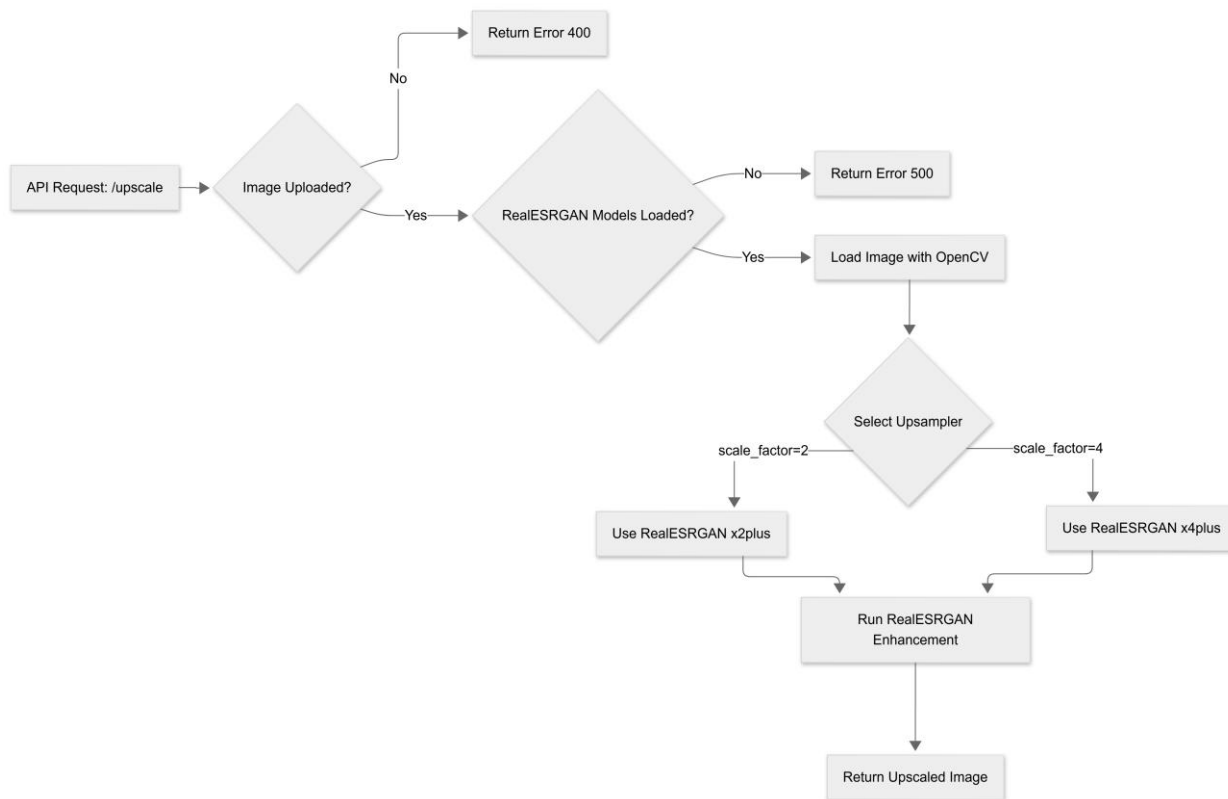 Return Error 400
No
API Request: /upscale
Image Uploaded?
Yes
RealESRGAN Models Loaded?
No
Return Error 500
Yes
Load Image with OpenCV
Select Upsampler
scale_factor=2
scale_factor=4
Use RealESRGAN x2plus
Use RealESRGAN x4plus
Run RealESRGAN
Enhancement
Return Upscaled Image